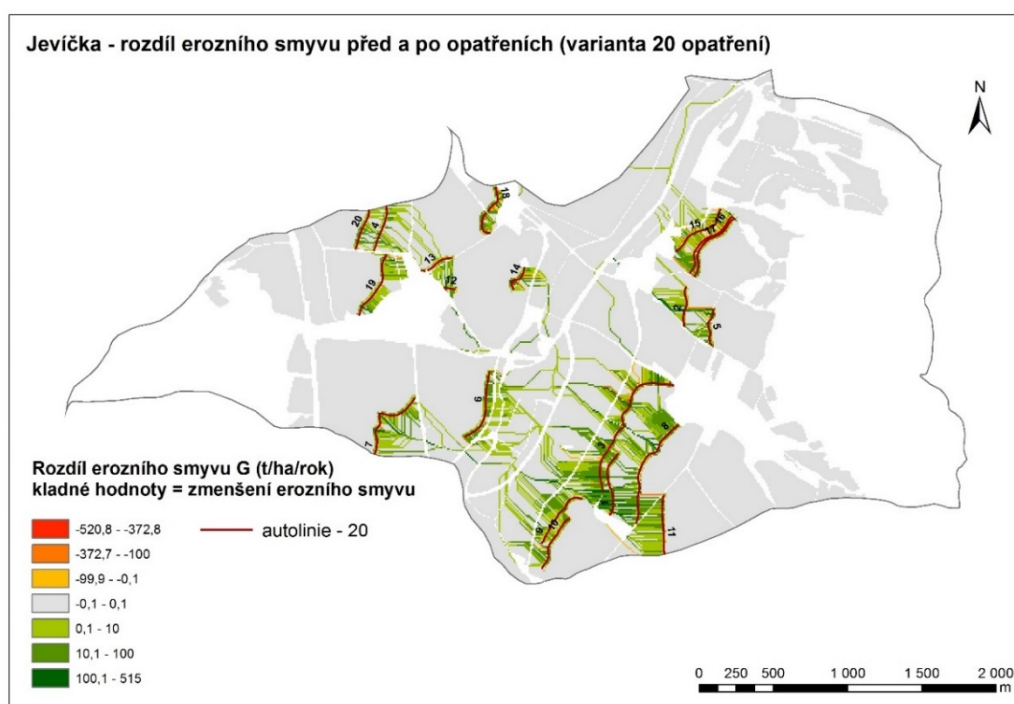 Jevíčka - rozdíl erozního smyvu před a po opatřeních (varianta 20 opatření)
N
18
20
4
15
17
16
13
19
12
14
2
5
6
3
8
7
9
10
11
Rozdíl erozního smyvu G (t/ha/rok)
kladné hodnoty = zmenšení erozního smyvu
-520,8 - -372,8
autolinie - 20
-372,7 - -100
-99,9 - -0,1
-0,1 - 0,1
0,1 - 10
10,1 - 100
100,1 - 515
0 250 500 1 000 1 500 2 000
m